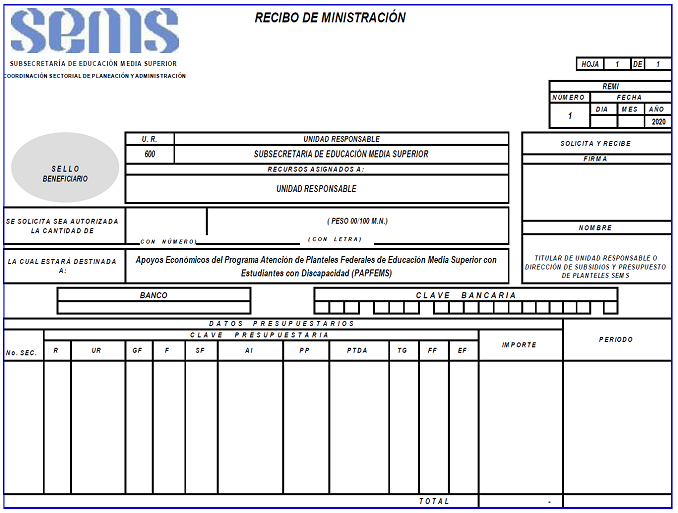 sems
RECIBO DE MINISTRACIÓN
SUBSECRETARÍA DE EDUCACIÓN MEDIA SUPERIOR
COORDINACIÓN SECTORIAL DE PLANEACIÓN Y ADMINISTRACIÓN
HOJA 1 DE 1
REMI
NÚMERO FECHA
1 DIA MES AÑO
2020
SELLO
BENEFICIARIO
U. R. UNIDAD RESPONSABLE
600 SUBSECRETARIA DE EDUCACIÓN MEDIA SUPERIOR
RECURSOS ASIGNADOS A:
UNIDAD RESPONSABLE
SOLICITA Y RECIBE
FIRMA
SE SOLICITA SEA AUTORIZADA
LA CANTIDAD DE
( PESO 00/100 M.N.)
CON NÚMERO (CON LETRA)
NOMBRE
LA CUAL ESTARÁ DESTINADA
A:
Apoyos Económicos del Programa Atención de Planteles Federales de Educación Media Superior con
Estudiantes con Discapacidad (PAPFEMS)
TITULAR DE UNIDAD RESPONSABLE O
DIRECCIÓN DE SUBSIDIOS Y PRESUPUESTO
DE PLANTELES SEMS
BANCO CLAVE BANCARIA
DATOS PRESUPUESTARIOS
CLAVE PRESUPUESTARIA
No. SEC. R UR GF F SF AI PP PTDA TG FF EF IMPORTE PERIODO
TOTAL -